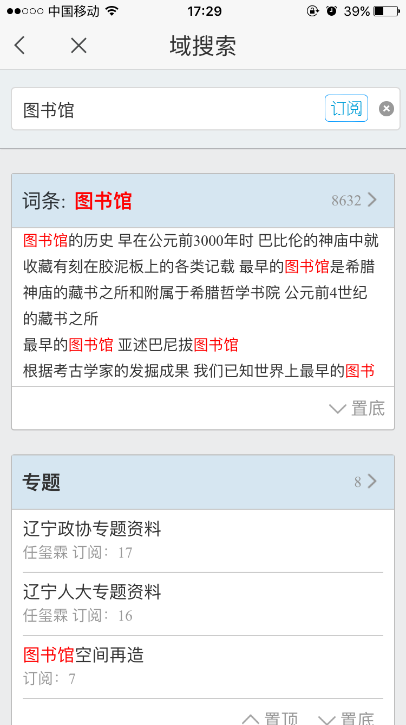 中国移动 17:29 39%
域搜索
图书馆 订阅
词条: 图书馆 8632
图书馆的历史 早在公元前3000年时 巴比伦的神庙中就
收藏有刻在胶泥板上的各类记载 最早的图书馆是希腊
神庙的藏书之所和附属于希腊哲学书院 公元前4世纪
的藏书之所
最早的图书馆 亚述巴尼拔图书馆
根据考古学家的发掘成果 我们已知世界上最早的图书
置底
专题 8
辽宁政协专题资料
任玺霖 订阅：17
辽宁人大专题资料
任玺霖 订阅：16
图书馆空间再造
订阅：7
置顶 置底